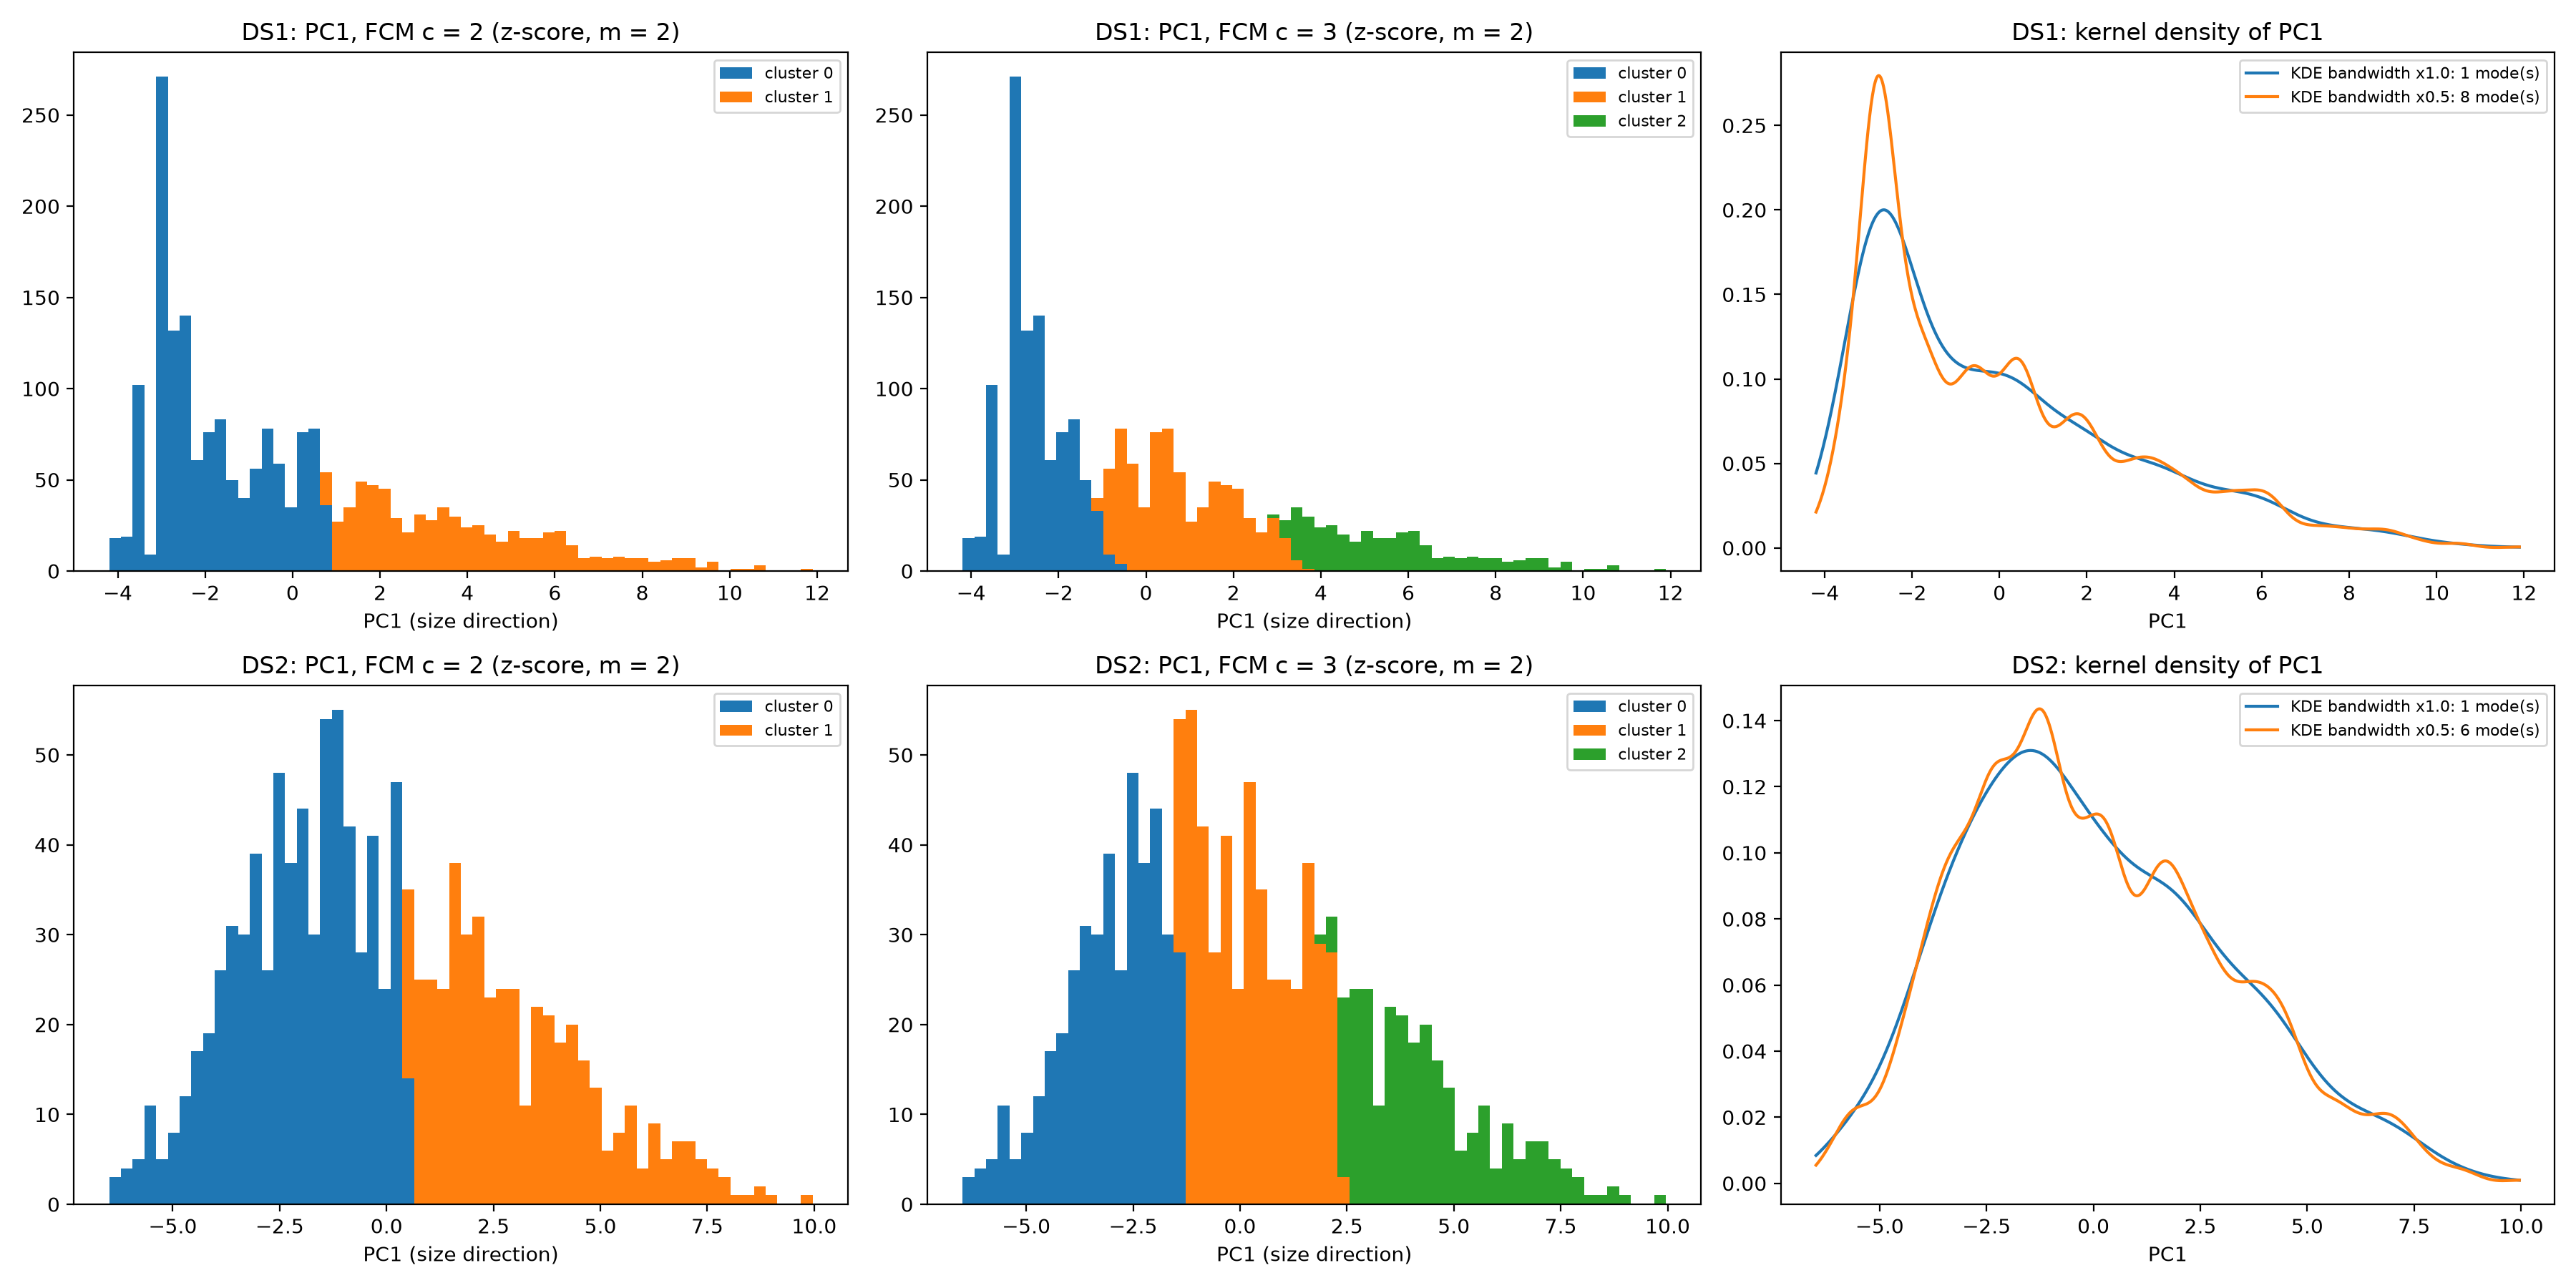 DS1: PC1, FCM c = 2 (z-score, m = 2)
cluster 0
cluster 1
250
200
150
100
50
0
−4 −2 0 2 4 6 8 10 12
PC1 (size direction)
DS1: PC1, FCM c = 3 (z-score, m = 2)
cluster 0
cluster 1
cluster 2
250
200
150
100
50
0
−4 −2 0 2 4 6 8 10 12
PC1 (size direction)
DS1: kernel density of PC1
KDE bandwidth x1.0: 1 mode(s)
KDE bandwidth x0.5: 8 mode(s)
0.25
0.20
0.15
0.10
0.05
0.00
−4 −2 0 2 4 6 8 10 12
PC1
DS2: PC1, FCM c = 2 (z-score, m = 2)
cluster 0
cluster 1
50
40
30
20
10
0
−5.0 −2.5 0.0 2.5 5.0 7.5 10.0
PC1 (size direction)
DS2: PC1, FCM c = 3 (z-score, m = 2)
cluster 0
cluster 1
cluster 2
50
40
30
20
10
0
−5.0 −2.5 0.0 2.5 5.0 7.5 10.0
PC1 (size direction)
DS2: kernel density of PC1
KDE bandwidth x1.0: 1 mode(s)
KDE bandwidth x0.5: 6 mode(s)
0.14
0.12
0.10
0.08
0.06
0.04
0.02
0.00
−5.0 −2.5 0.0 2.5 5.0 7.5 10.0
PC1